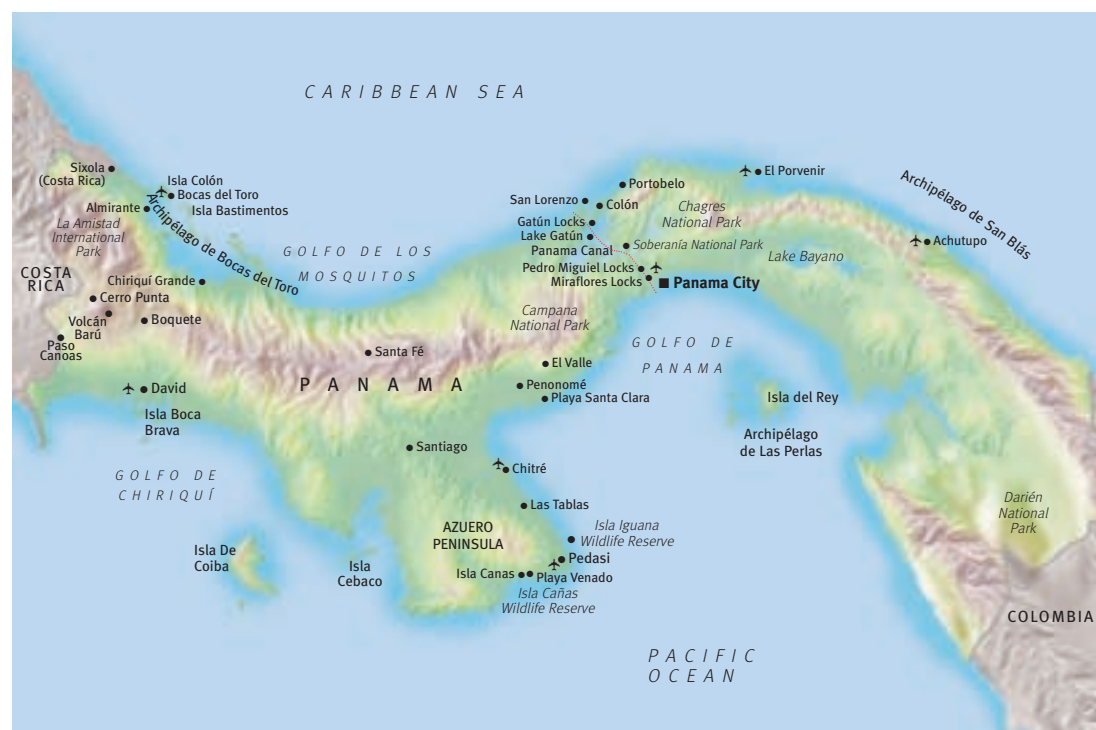 CARIBBEAN SEA
Sixola
(Costa Rica)
Isla Colón
Bocas del Toro
Isla Bastimentos
Almirante
La Amistad
International
Park
Archipélago de Bocas del Toro
COSTA
RICA
Chiriquí Grande
Cerro Punta
Volcán
Barú
Boquete
Paso
Canoas
David
Isla Boca
Brava
GOLFO DE LOS
MOSQUITOS
Santa Fé
PANAMA
Santiago
GOLFO DE
CHIRIQUÍ
Isla De
Coiba
Isla
Cebaco
Portobelo
San Lorenzo
Colón
Gatún Locks
Lake Gatún
Panama Canal
Chagres
National Park
Soberanía National Park
Pedro Miguiel Locks
Miraflores Locks
Panama City
El Porvenir
Archipélago de San Blás
Achutupo
Lake Bayano
Campana
National Park
GOLFO DE
PANAMA
El Valle
Penonomé
Playa Santa Clara
Isla del Rey
Archipélago
de Las Perlas
Chitré
Las Tablas
AZUERO
PENINSULA
Isla Iguana
Wildlife Reserve
Pedasi
Isla Canas
Playa Venado
Isla Cañas
Wildlife Reserve
Darién
National
Park
COLOMBIA
PACIFIC
OCEAN